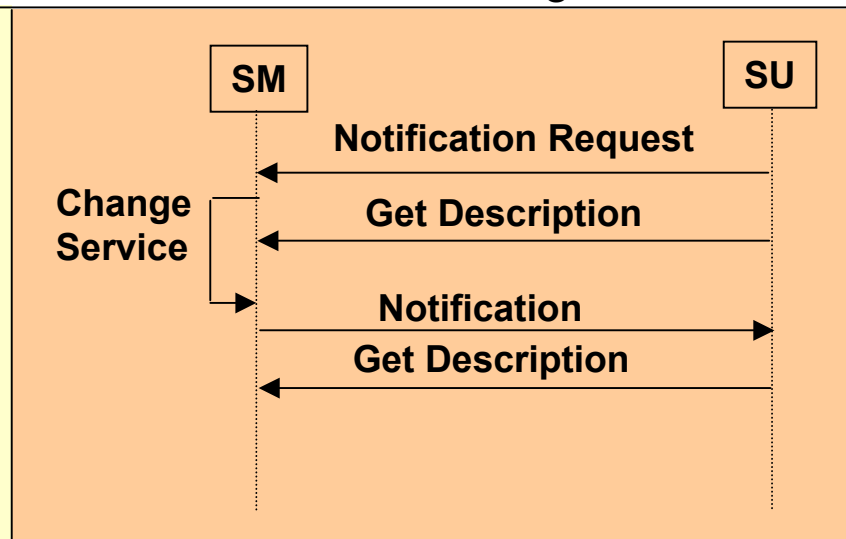 SM
SU
Notification Request
Change
Service
Get Description
Notification
Get Description